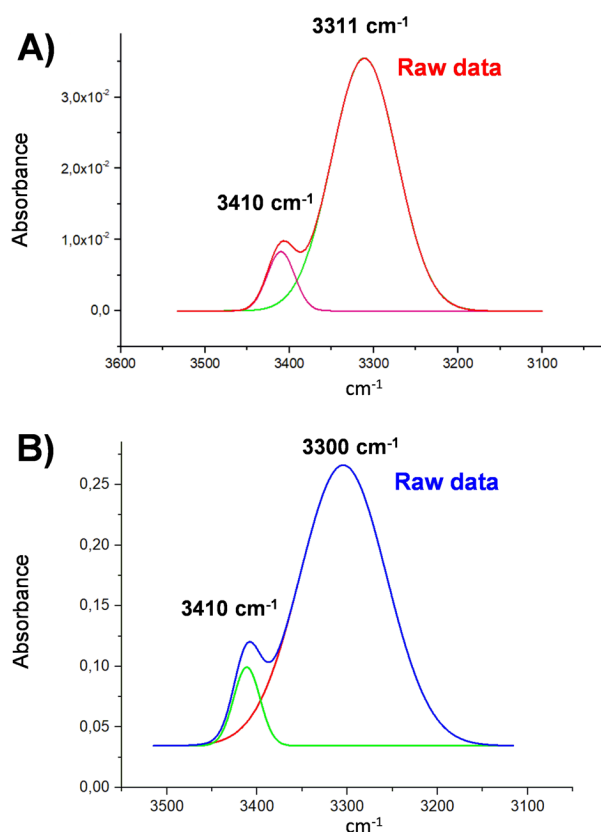 A)
3311 cm-1
Raw data
3,0x10-2
2,0x10-2
1,0x10-2
0,0
Absorbance
3410 cm-1
3600 3500 3400 3300 3200 3100
cm-1
B)
3300 cm-1
Raw data
0,25
0,20
0,15
0,10
0,05
0,00
Absorbance
3410 cm-1
3500 3400 3300 3200 3100
cm-1